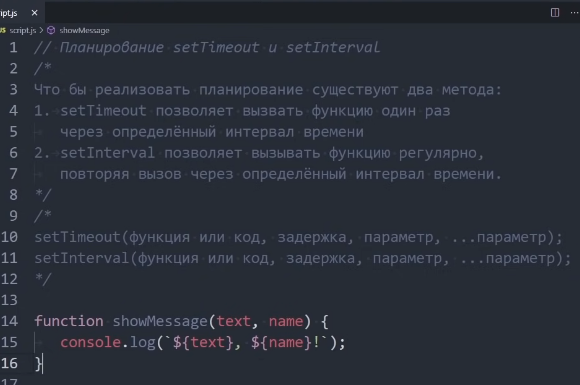 ipt.js ×
JS script.js > showMessage
1 // Планирование setTimeout и setInterval
2 /*
3 Что бы реализовать планирование существуют два метода:
4 1. setTimeout позволяет вызвать функцию один раз
5 через определённый интервал времени
6 2. setInterval позволяет вызывать функцию регулярно,
7 повторяя вызов через определённый интервал времени.
8 */
9 /*
10 setTimeout(функция или код, задержка, параметр, ...параметр);
11 setInterval(функция или код, задержка, параметр, ...параметр);
12 */
13
14 function showMessage(text, name) {
15 console.log(`${text}, ${name}!`);
16 }
17